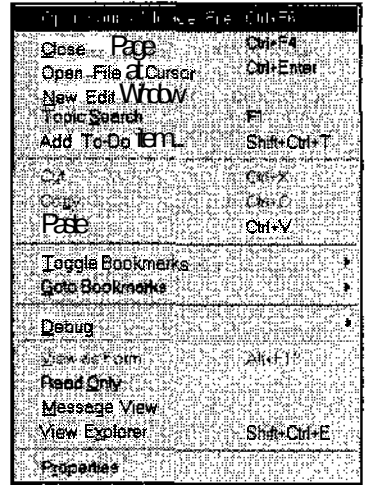 Close Page Ctrl+F4
Open File at Cursor Ctrl+Enter
New Edit Window
Topic Search F1
Add To-Do Item... Shift+Ctrl+T
Cut Ctrl+X
Copy Ctrl+C
Paste Ctrl+V
Toggle Bookmarks
Goto Bookmarks
Debug
View as Form
Read Only
Message View
View Explorer Shift+Ctrl+E
Properties